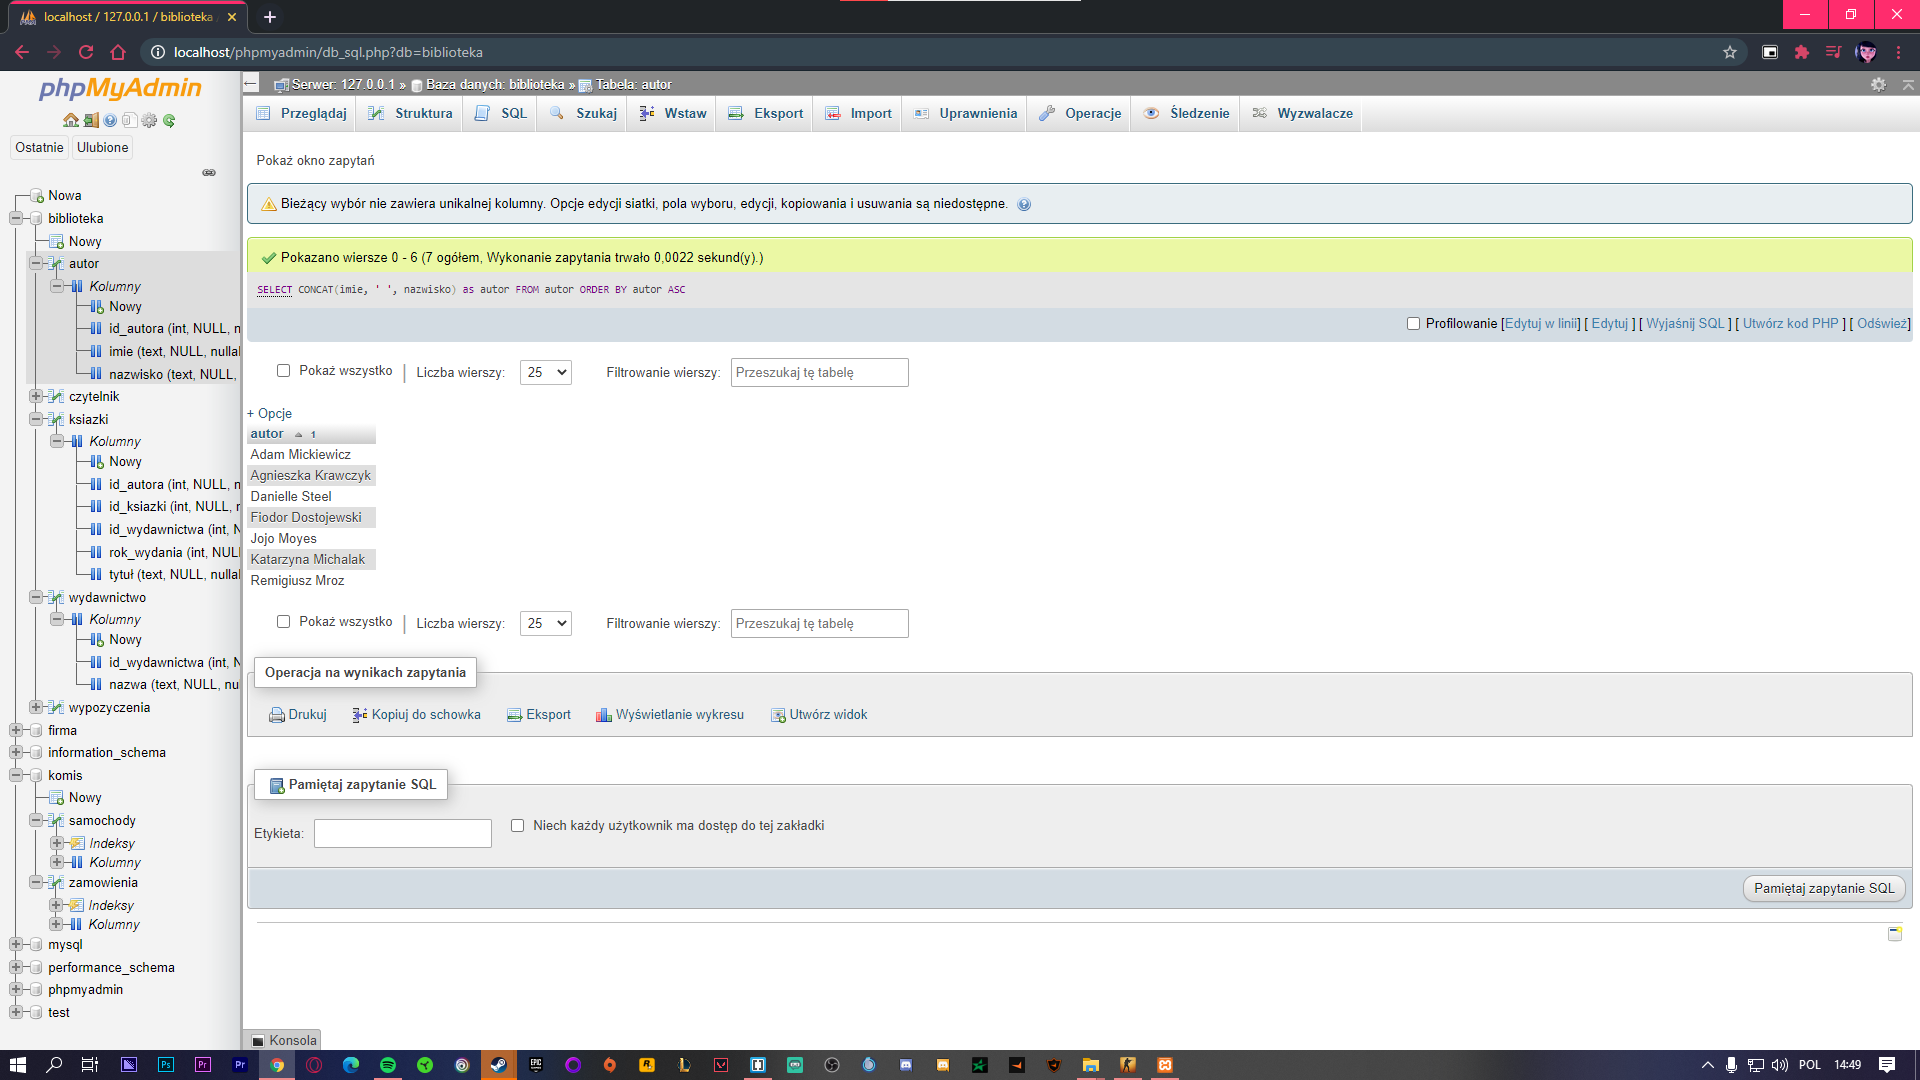 localhost / 127.0.0.1 / biblioteka
localhost/phpmyadmin/db_sql.php?db=biblioteka
phpMyAdmin
Ostatnie
Ulubione
Nowa
biblioteka
Nowy
autor
Kolumny
Nowy
id_autora (int, NULL, n
imie (text, NULL, nullal
nazwisko (text, NULL,
czytelnik
ksiazki
Kolumny
Nowy
id_autora (int, NULL, n
id_ksiazki (int, NULL, r
id_wydawnictwa (int, N
rok_wydania (int, NULL
tytuł (text, NULL, nullal
wydawnictwo
Kolumny
Nowy
id_wydawnictwa (int, N
nazwa (text, NULL, nu
wypozyczenia
firma
information_schema
komis
Nowy
samochody
Indeksy
Kolumny
zamowienia
Indeksy
Kolumny
mysql
performance_schema
phpmyadmin
test
Serwer: 127.0.0.1 » Baza danych: biblioteka » Tabela: autor
Przeglądaj Struktura SQL Szukaj Wstaw Eksport Import Uprawnienia Operacje Śledzenie Wyzwalacze
Pokaż okno zapytań
Bieżący wybór nie zawiera unikalnej kolumny. Opcje edycji siatki, pola wyboru, edycji, kopiowania i usuwania są niedostępne.
Pokazano wiersze 0 - 6 (7 ogółem, Wykonanie zapytania trwało 0,0022 sekund(y).)
SELECT CONCAT(imie, ' ', nazwisko) as autor FROM autor ORDER BY autor ASC
Profilowanie [Edytuj w linii] [ Edytuj ] [ Wyjaśnij SQL ] [ Utwórz kod PHP ] [ Odśwież]
Pokaż wszystko | Liczba wierszy: 25 Filtrowanie wierszy: Przeszukaj tę tabelę
+ Opcje
autor 1
Adam Mickiewicz
Agnieszka Krawczyk
Danielle Steel
Fiodor Dostojewski
Jojo Moyes
Katarzyna Michalak
Remigiusz Mroz
Pokaż wszystko | Liczba wierszy: 25 Filtrowanie wierszy: Przeszukaj tę tabelę
Operacja na wynikach zapytania
Drukuj Kopiuj do schowka Eksport Wyświetlanie wykresu Utwórz widok
Pamiętaj zapytanie SQL
Etykieta:
Niech każdy użytkownik ma dostęp do tej zakładki
Pamiętaj zapytanie SQL
Konsola
POL 14:49